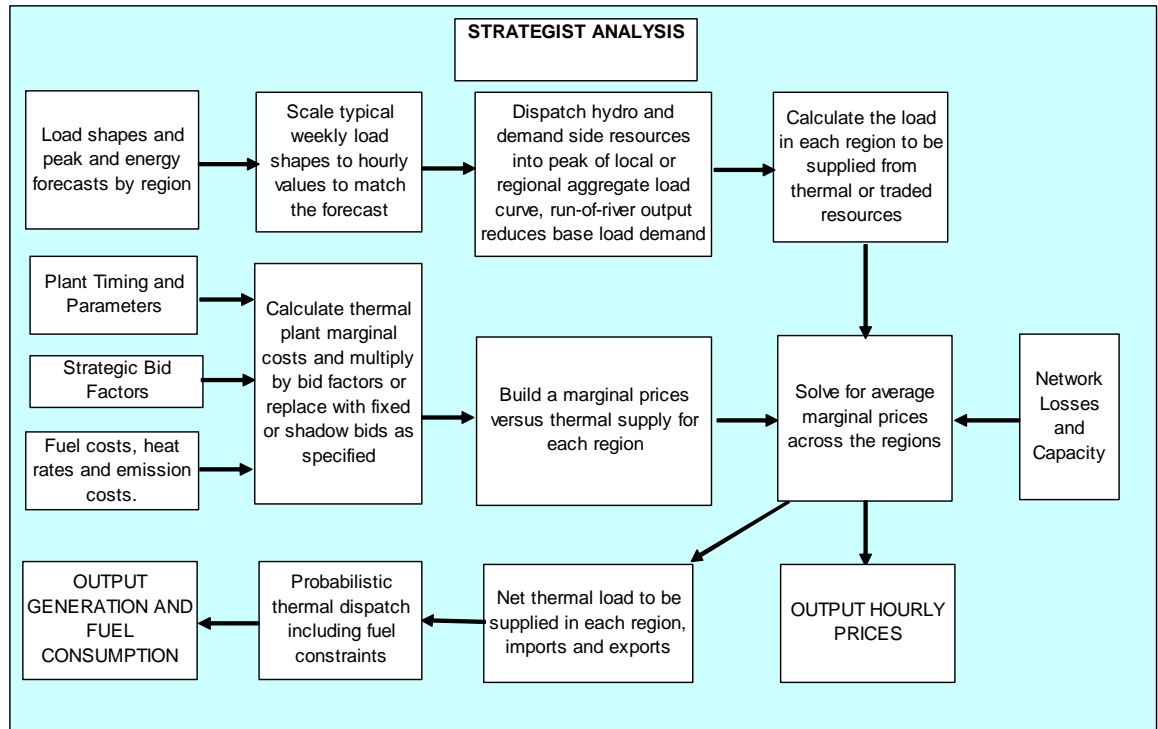 STRATEGIST ANALYSIS
Load shapes and
peak and energy
forecasts by region
Scale typical
weekly load
shapes to hourly
values to match
the forecast
Dispatch hydro and
demand side resources
into peak of local or
regional aggregate load
curve, run-of-river output
reduces base load demand
Calculate the load
in each region to be
supplied from
thermal or traded
resources
Plant Timing and
Parameters
Strategic Bid
Factors
Fuel costs, heat
rates and emission
costs.
Calculate thermal
plant marginal
costs and multiply
by bid factors or
replace with fixed
or shadow bids as
specified
Build a marginal prices
versus thermal supply for
each region
Solve for average
marginal prices
across the regions
Network
Losses
and
Capacity
OUTPUT
GENERATION AND
FUEL
CONSUMPTION
Probabilistic
thermal dispatch
including fuel
constraints
Net thermal load to be
supplied in each region,
imports and exports
OUTPUT HOURLY
PRICES